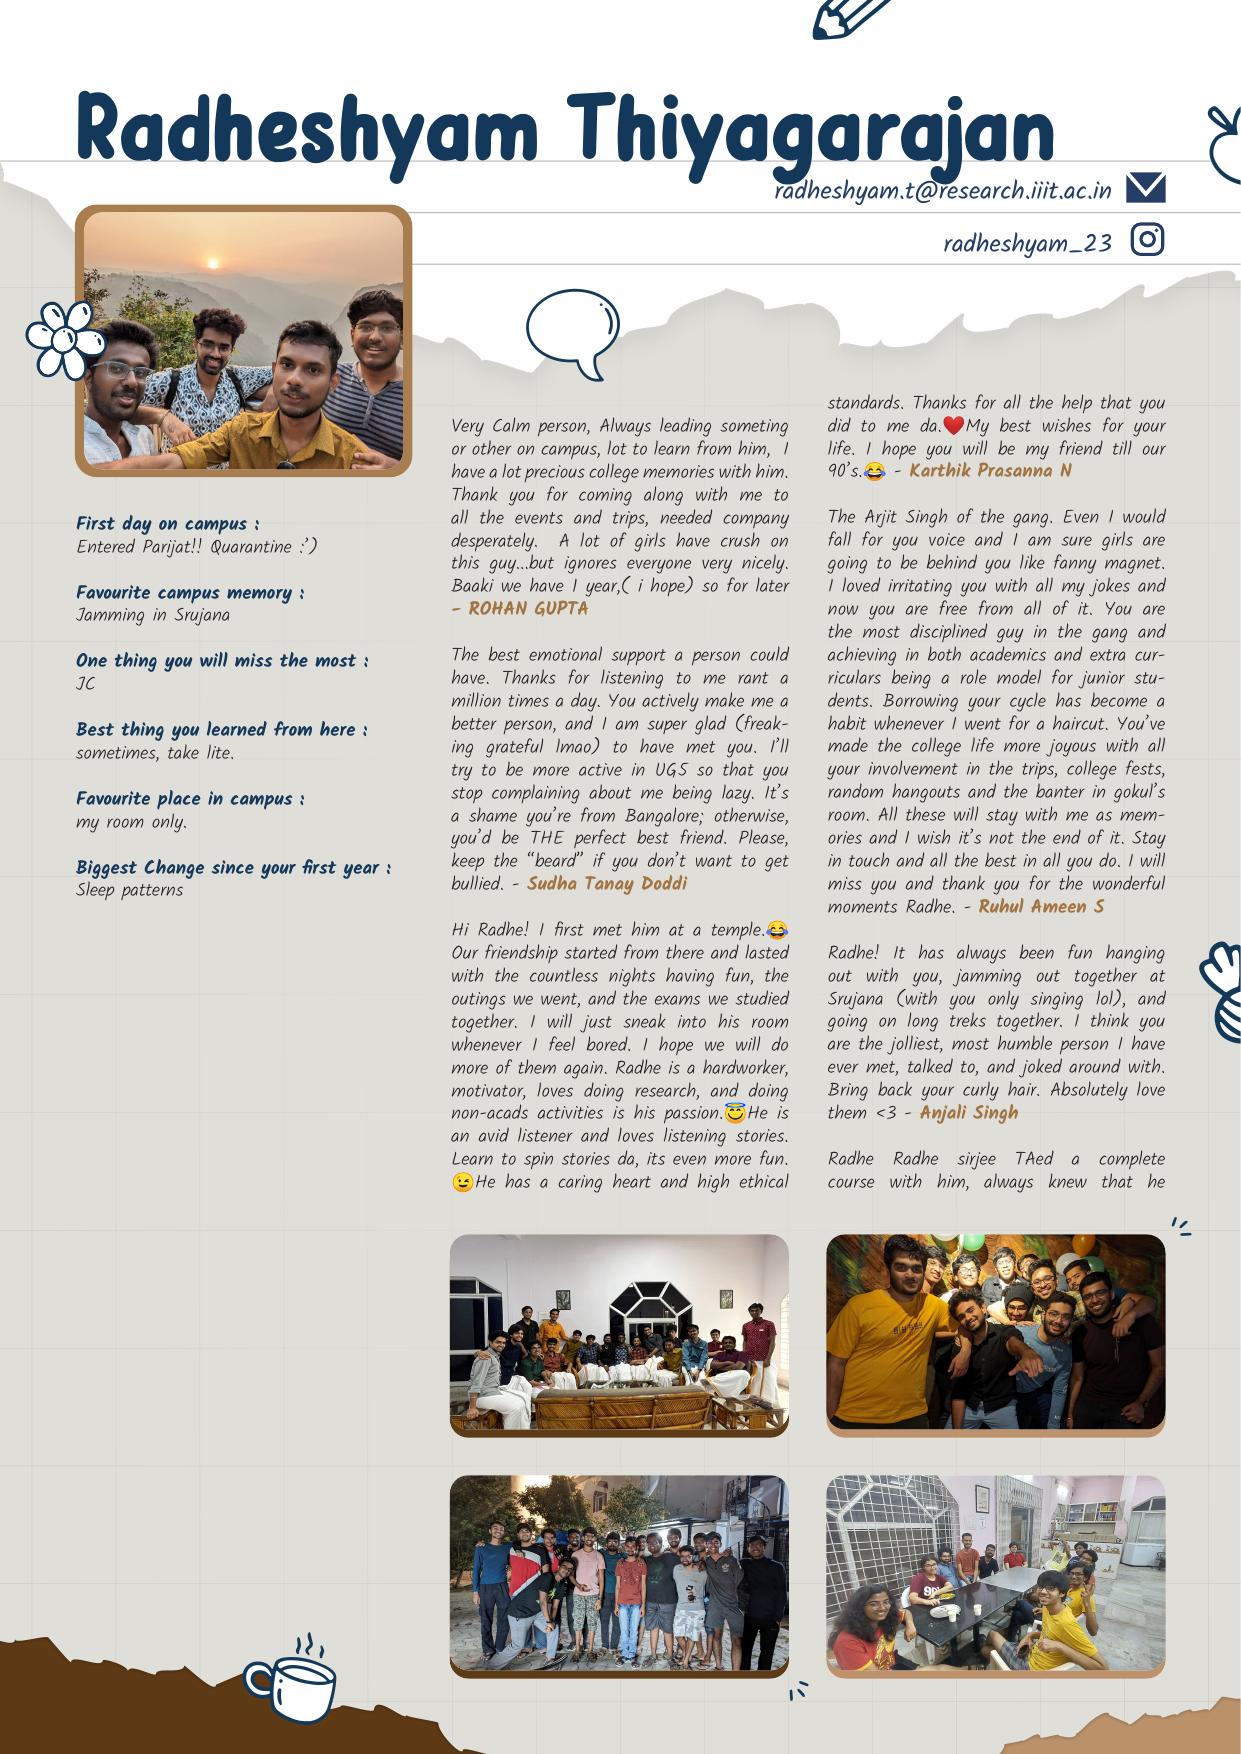 Radheshyam Thiyagarajan
radheshyam.t@research.iiit.ac.in
radheshyam_23
First day on campus :
Entered Parijat!! Quarantine :’)
Favourite campus memory :
Jamming in Srujana
One thing you will miss the most :
JC
Best thing you learned from here :
sometimes, take lite.
Favourite place in campus :
my room only.
Biggest Change since your first year :
Sleep patterns
Very Calm person, Always leading someting
or other on campus, lot to learn from him, I
have a lot precious college memories with him.
Thank you for coming along with me to
all the events and trips, needed company
desperately. A lot of girls have crush on
this guy...but ignores everyone very nicely.
Baaki we have 1 year,( i hope) so for later
- ROHAN GUPTA
The best emotional support a person could
have. Thanks for listening to me rant a
million times a day. You actively make me a
better person, and I am super glad (freak-
ing grateful lmao) to have met you. I’ll
try to be more active in UG5 so that you
stop complaining about me being lazy. It’s
a shame you’re from Bangalore; otherwise,
you’d be THE perfect best friend. Please,
keep the “beard” if you don’t want to get
bullied. - Sudha Tanay Doddi
Hi Radhe! I first met him at a temple.😂
Our friendship started from there and lasted
with the countless nights having fun, the
outings we went, and the exams we studied
together. I will just sneak into his room
whenever I feel bored. I hope we will do
more of them again. Radhe is a hardworker,
motivator, loves doing research, and doing
non-acads activities is his passion.😇He is
an avid listener and loves listening stories.
Learn to spin stories da, its even more fun.
😉He has a caring heart and high ethical
standards. Thanks for all the help that you
did to me da.❤️My best wishes for your
life. I hope you will be my friend till our
90’s.😂 - Karthik Prasanna N
The Arjit Singh of the gang. Even I would
fall for you voice and I am sure girls are
going to be behind you like fanny magnet.
I loved irritating you with all my jokes and
now you are free from all of it. You are
the most disciplined guy in the gang and
achieving in both academics and extra cur-
riculars being a role model for junior stu-
dents. Borrowing your cycle has become a
habit whenever I went for a haircut. You’ve
made the college life more joyous with all
your involvement in the trips, college fests,
random hangouts and the banter in gokul’s
room. All these will stay with me as mem-
ories and I wish it’s not the end of it. Stay
in touch and all the best in all you do. I will
miss you and thank you for the wonderful
moments Radhe. - Ruhul Ameen S
Radhe! It has always been fun hanging
out with you, jamming out together at
Srujana (with you only singing lol), and
going on long treks together. I think you
are the jolliest, most humble person I have
ever met, talked to, and joked around with.
Bring back your curly hair. Absolutely love
them <3 - Anjali Singh
Radhe Radhe sirjee TAed a complete
course with him, always knew that he